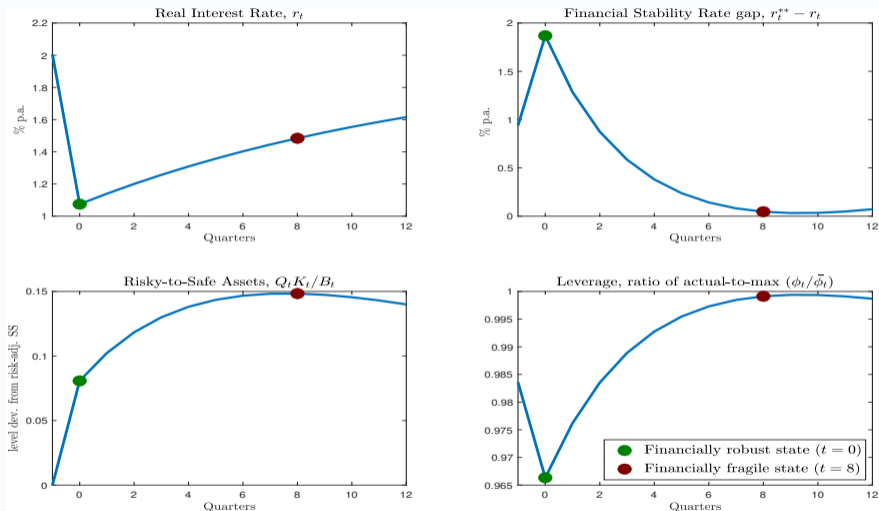 Real Interest Rate, r_t
2.2
2
1.8
1.6
1.4
1.2
1
% p.a.
0 2 4 6 8 10 12
Quarters
Financial Stability Rate gap, r_t^{**} − r_t
2
1.5
1
0.5
0
% p.a.
0 2 4 6 8 10 12
Quarters
Risky-to-Safe Assets, Q_tK_t/B_t
0.15
0.1
0.05
0
level dev. from risk-adj. SS
0 2 4 6 8 10 12
Quarters
Leverage, ratio of actual-to-max (ϕ_t/ϕ̄_t)
1
0.995
0.99
0.985
0.98
0.975
0.97
0.965
0 2 4 6 8 10 12
Quarters
Financially robust state (t = 0)
Financially fragile state (t = 8)